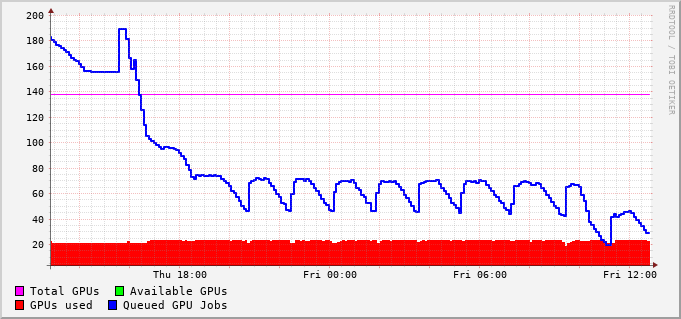 200
180
160
140
120
100
80
60
40
20
Thu 18:00 Fri 00:00 Fri 06:00 Fri 12:00
Total GPUs Available GPUs
GPUs used Queued GPU Jobs
RRDTOOL / TOBI OETIKER